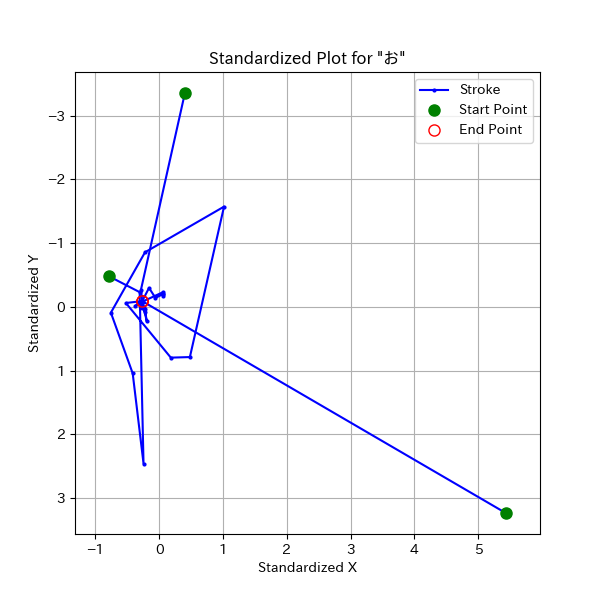 Standardized Plot for "お"
Stroke
Start Point
End Point
Standardized Y
−3
−2
−1
0
1
2
3
−1 0 1 2 3 4 5
Standardized X